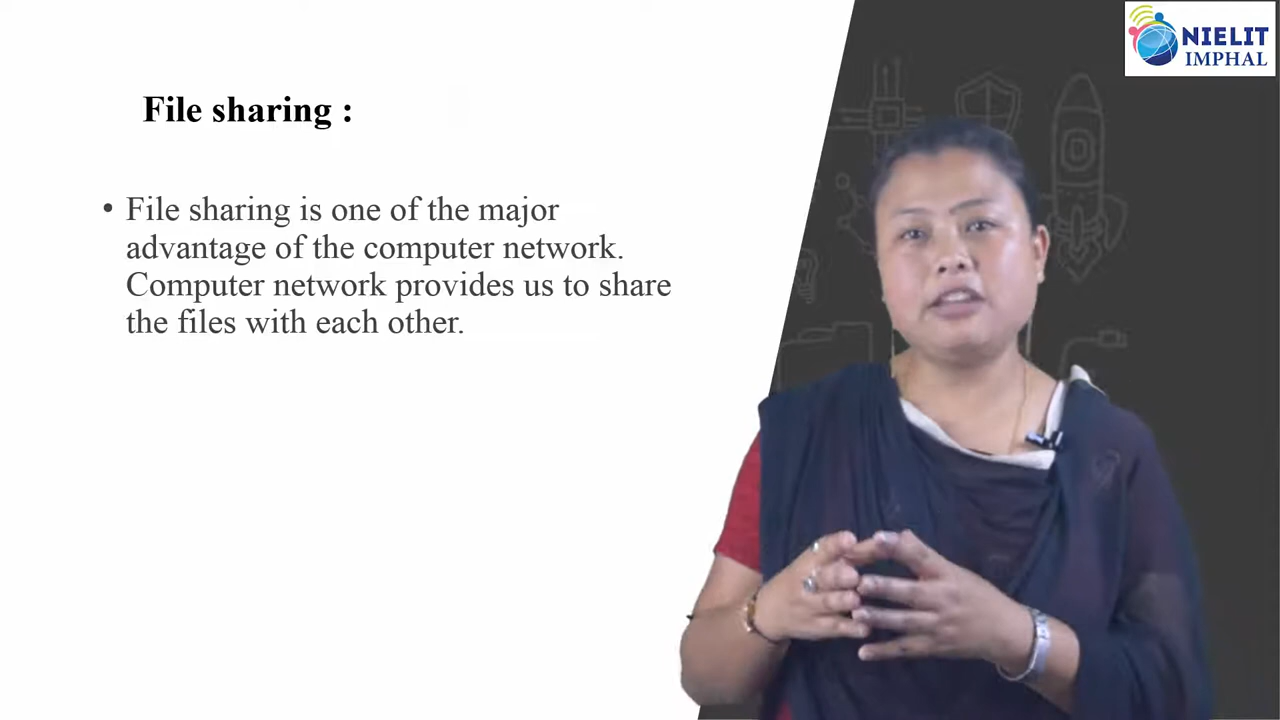 NIELIT
IMPHAL
File sharing :
• File sharing is one of the major
advantage of the computer network.
Computer network provides us to share
the files with each other.